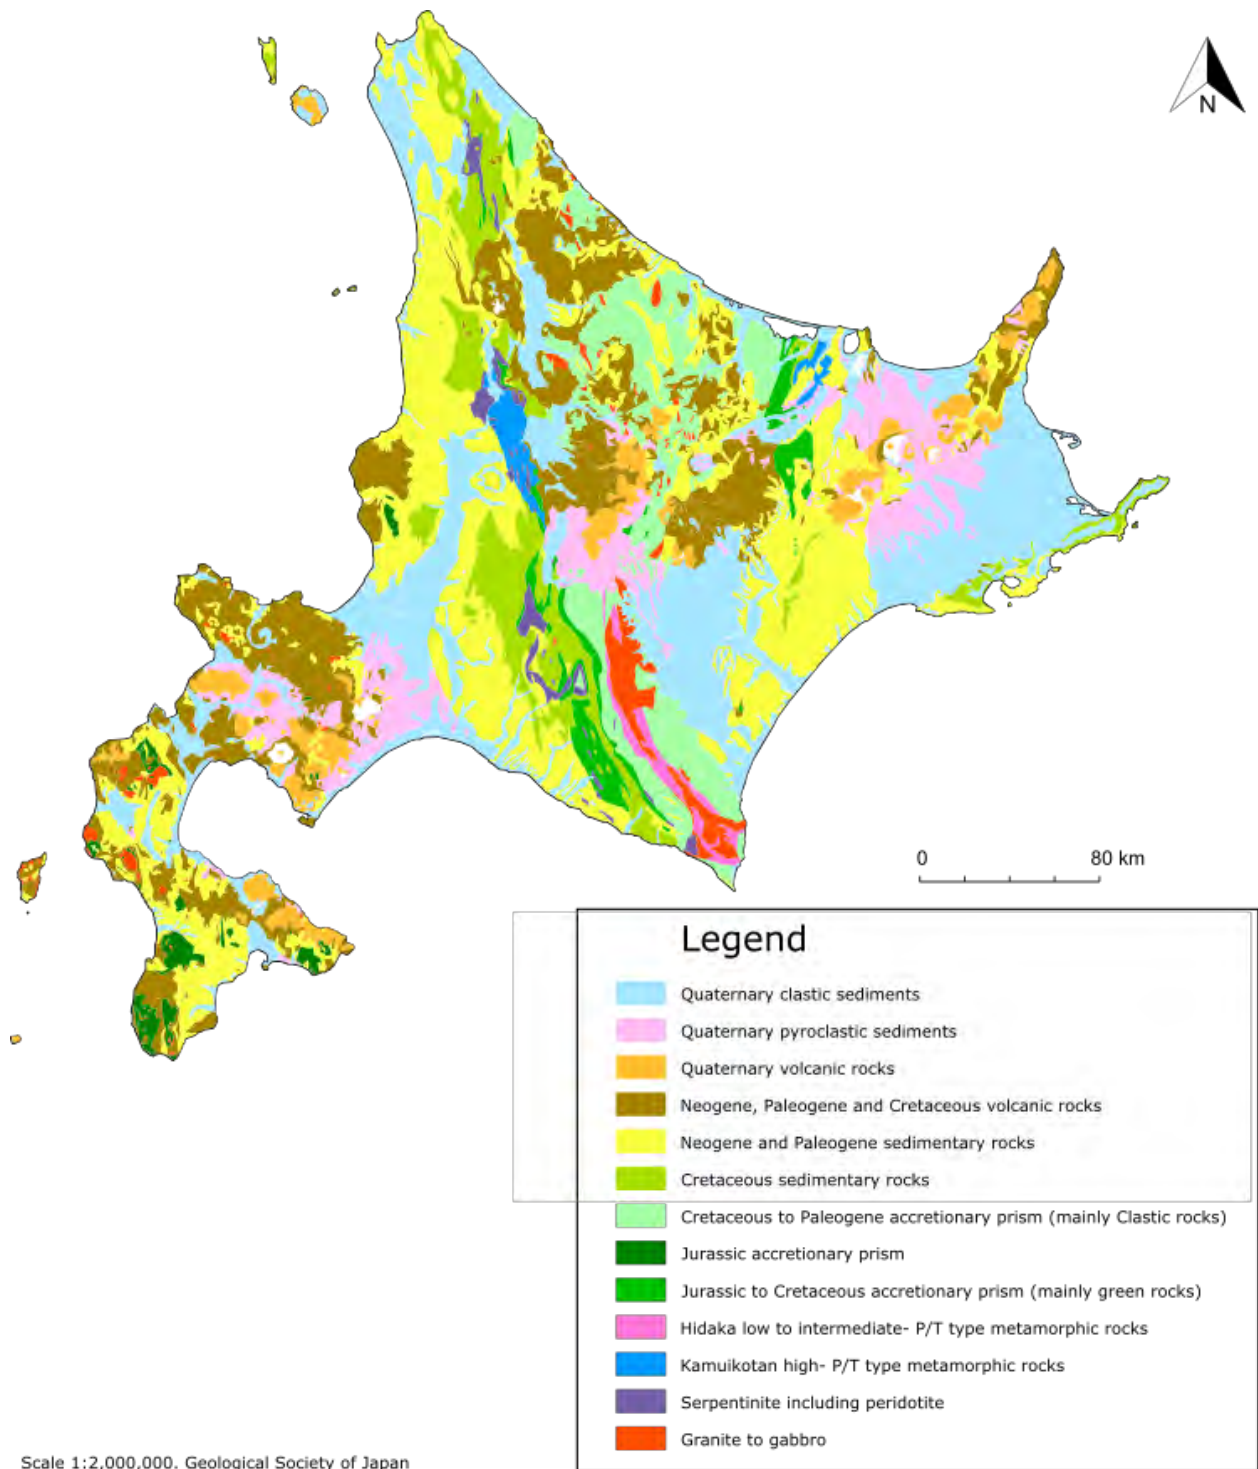 N
0 80 km
Legend
Quaternary clastic sediments
Quaternary pyroclastic sediments
Quaternary volcanic rocks
Neogene, Paleogene and Cretaceous volcanic rocks
Neogene and Paleogene sedimentary rocks
Cretaceous sedimentary rocks
Cretaceous to Paleogene accretionary prism (mainly Clastic rocks)
Jurassic accretionary prism
Jurassic to Cretaceous accretionary prism (mainly green rocks)
Hidaka low to intermediate- P/T type metamorphic rocks
Kamuikotan high- P/T type metamorphic rocks
Serpentinite including peridotite
Granite to gabbro
Scale 1:2,000,000. Geological Society of Japan